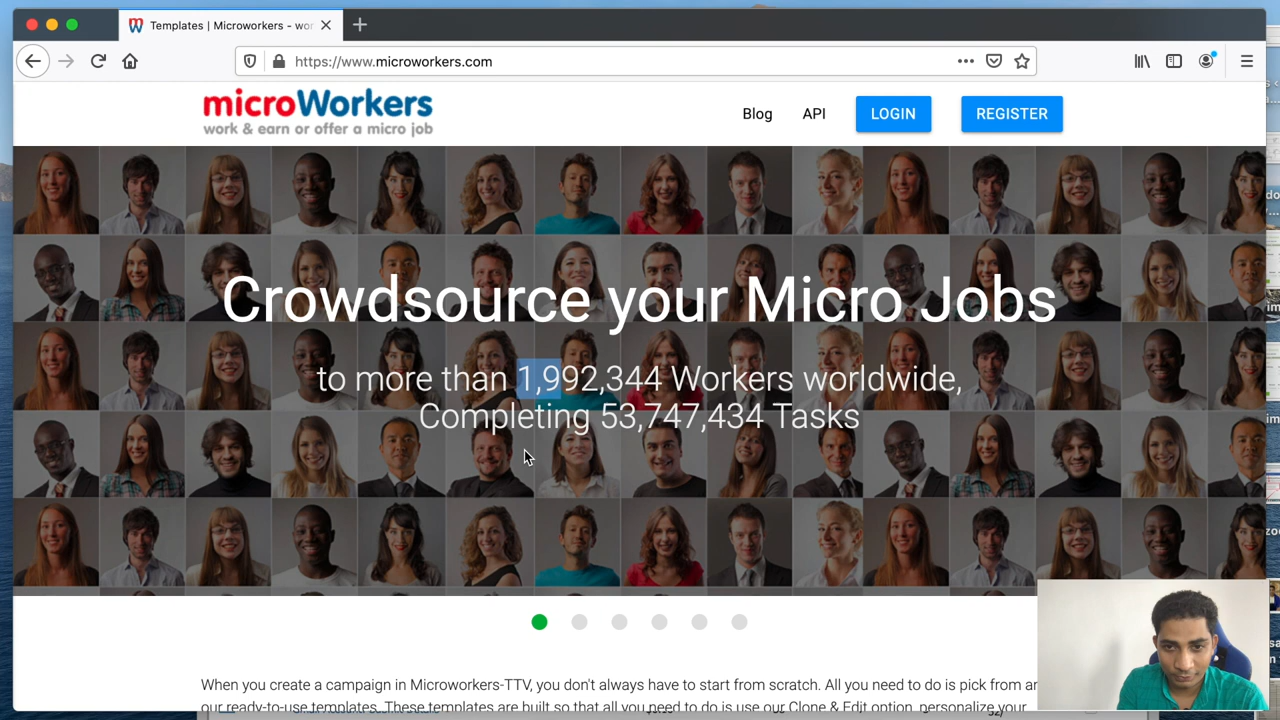 Templates | Microworkers - wor
https://www.microworkers.com
microWorkers
work & earn or offer a micro job
Blog
API
LOGIN
REGISTER
Crowdsource your Micro Jobs
to more than 1,992,344 Workers worldwide,
Completing 53,747,434 Tasks
When you create a campaign in Microworkers-TTV, you don't always have to start from scratch. All you need to do is pick from
our ready-to-use templates. These templates are built so that all you need to do is use our Clone & Edit option, personalize your